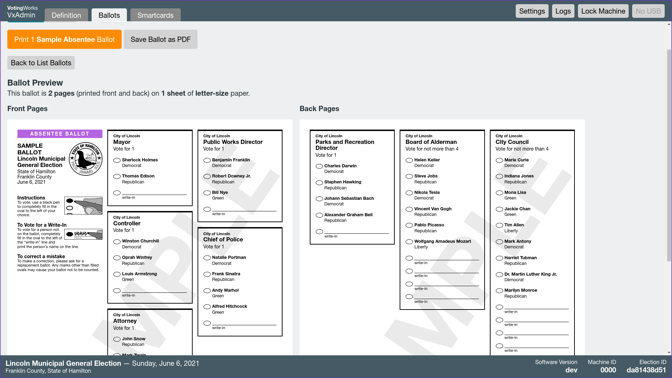 VotingWorks
VxAdmin
Definition
Ballots
Smartcards
Settings
Logs
Lock Machine
No USB
Print 1 Sample Absentee Ballot
Save Ballot as PDF
Back to List Ballots
Ballot Preview
This ballot is 2 pages (printed front and back) on 1 sheet of letter-size paper.
Front Pages
Back Pages
ABSENTEE BALLOT
SAMPLE
BALLOT
Lincoln Municipal
General Election
State of Hamilton
Franklin County
June 6, 2021
Instructions
To vote, use a black pen
to completely fill in the
oval to the left of your
choice.
To Vote for a Write-In
To vote for a person not
on the ballot, completely
fill in the oval to the left of
the "write-in" line and
print the person's name on the line.
To correct a mistake
To make a correction, please ask for a
replacement ballot. Any marks other than filled
ovals may cause your ballot not to be counted.
City of Lincoln
Mayor
Vote for 1
Sherlock Holmes
Democrat
Thomas Edison
Republican
write-in
City of Lincoln
Controller
Vote for 1
Winston Churchill
Democrat
Oprah Winfrey
Republican
Louis Armstrong
Green
write-in
City of Lincoln
Attorney
Vote for 1
John Snow
Republican
Mark Twain
City of Lincoln
Public Works Director
Vote for 1
Benjamin Franklin
Republican
Robert Downey Jr.
Republican
Bill Nye
Green
write-in
City of Lincoln
Chief of Police
Vote for 1
Natalie Portman
Democrat
Frank Sinatra
Republican
Andy Warhol
Green
Alfred Hitchcock
Green
write-in
City of Lincoln
Parks and Recreation
Director
Vote for 1
Charles Darwin
Democrat
Stephen Hawking
Republican
Johann Sebastian Bach
Democrat
Alexander Graham Bell
Republican
write-in
City of Lincoln
Board of Alderman
Vote for not more than 4
Helen Keller
Democrat
Steve Jobs
Republican
Nikola Tesla
Democrat
Vincent Van Gogh
Republican
Pablo Picasso
Republican
Wolfgang Amadeus Mozart
Liberty
write-in
write-in
write-in
write-in
City of Lincoln
City Council
Vote for not more than 4
Marie Curie
Democrat
Indiana Jones
Republican
Mona Lisa
Green
Jackie Chan
Green
Tim Allen
Liberty
Mark Antony
Democrat
Harriet Tubman
Republican
Dr. Martin Luther King Jr.
Democrat
Marilyn Monroe
Republican
write-in
write-in
write-in
Lincoln Municipal General Election — Sunday, June 6, 2021
Franklin County, State of Hamilton
Software Version
dev
Machine ID
0000
Election ID
da81438d51